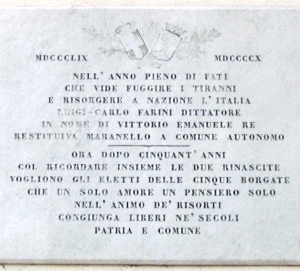 MDCCCLIX MDCCCCX
NELL' ANNO PIENO DI FATI
CHE VIDE FUGGIRE I TIRANNI
E RISORGERE A NAZIONE L'ITALIA
LUIGI-CARLO FARINI DITTATORE
IN NOME DI VITTORIO EMANUELE RE
RESTITUIVA MARANELLO A COMUNE AUTONOMO
ORA DOPO CINQUANT'ANNI
COL RICORDARE INSIEME LE DUE RINASCITE
VOGLIONO GLI ELETTI DELLE CINQUE BORGATE
CHE UN SOLO AMORE UN PENSIERO SOLO
NELL'ANIMO DE' RISORTI
CONGIUNGA LIBERI NE' SECOLI
PATRIA E COMUNE